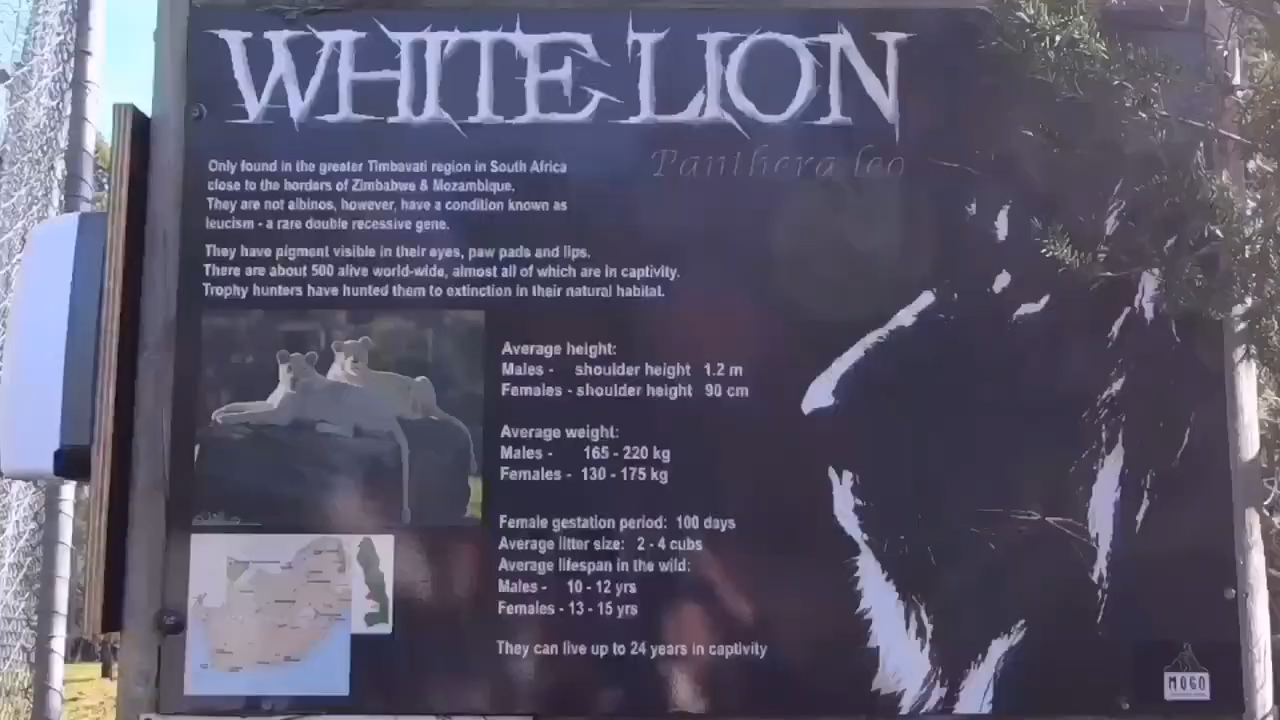 WHITE LION
Panthera leo
Only found in the greater Timbavati region in South Africa
close to the borders of Zimbabwe & Mozambique.
They are not albinos, however, have a condition known as
leucism - a rare double recessive gene.
They have pigment visible in their eyes, paw pads and lips.
There are about 500 alive world-wide, almost all of which are in captivity.
Trophy hunters have hunted them to extinction in their natural habitat.
Average height:
Males - shoulder height 1.2 m
Females - shoulder height 90 cm
Average weight:
Males - 165 - 220 kg
Females - 130 - 175 kg
Female gestation period: 100 days
Average litter size: 2 - 4 cubs
Average lifespan in the wild:
Males - 10 - 12 yrs
Females - 13 - 15 yrs
They can live up to 24 years in captivity
MOGO